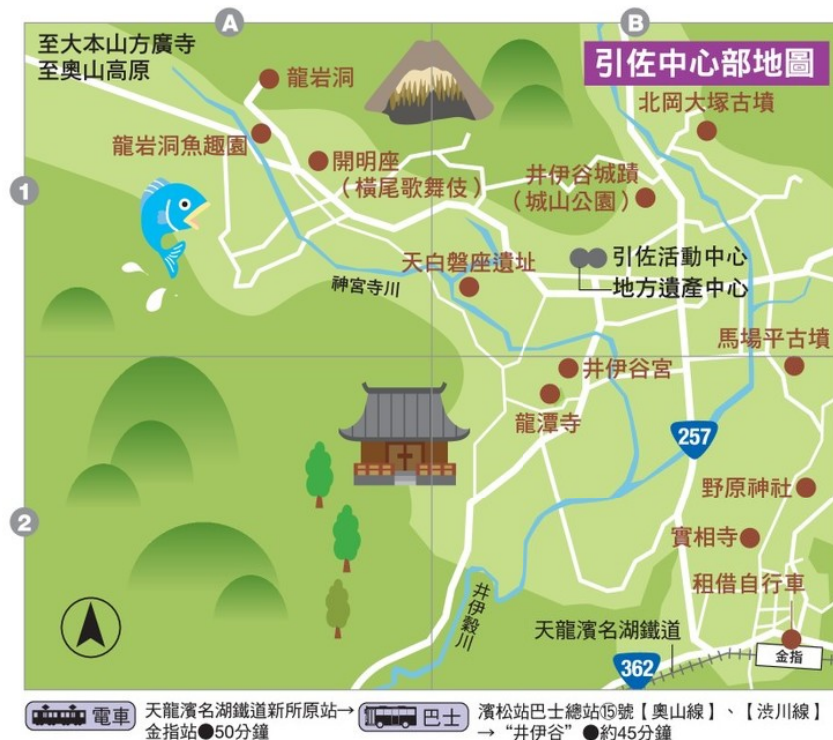 A
B
至大本山方廣寺
至奧山高原
引佐中心部地圖
龍岩洞
北岡大塚古墳
龍岩洞魚趣園
開明座
（橫尾歌舞伎）
井伊谷城蹟
（城山公園）
1
引佐活動中心
天白磐座遺址
地方遺產中心
神宮寺川
馬場平古墳
井伊谷宮
龍潭寺
257
野原神社
2
實相寺
租借自行車
井伊穀川
天龍濱名湖鐵道
金指
362
電車
天龍濱名湖鐵道新所原站→
金指站●50分鐘
巴士
濱松站巴士總站⑮號【奧山線】、【渋川線】
→ “井伊谷” ●約45分鐘